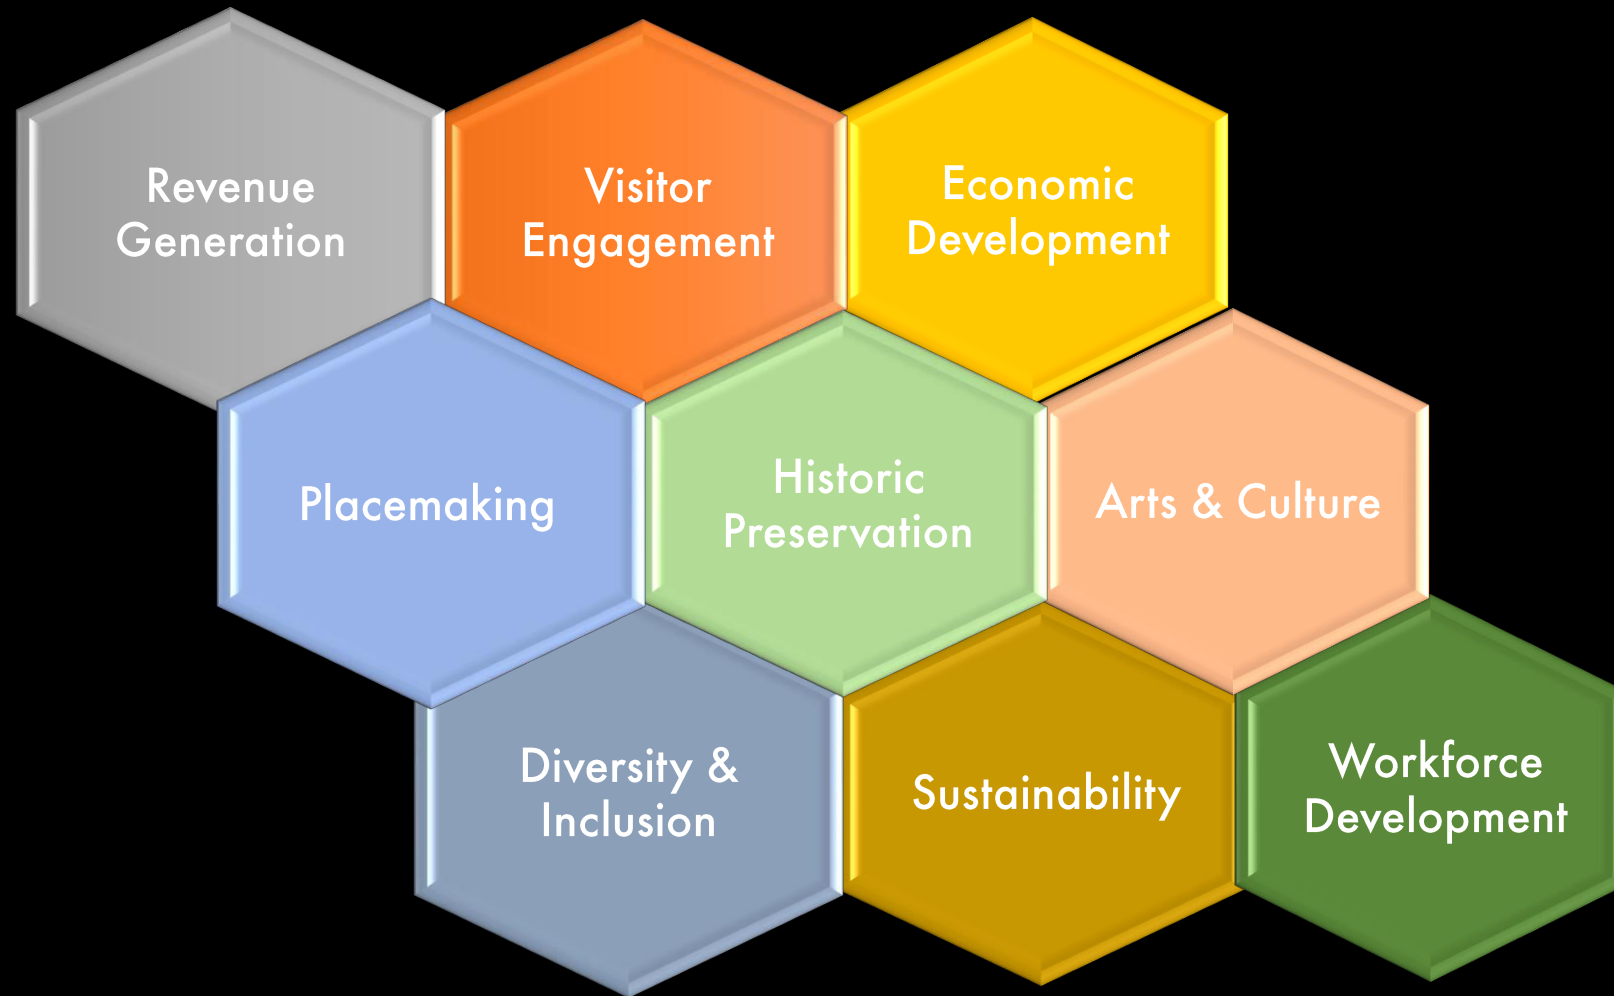 Revenue
Generation
Visitor
Engagement
Economic
Development
Placemaking
Historic
Preservation
Arts & Culture
Diversity &
Inclusion
Sustainability
Workforce
Development